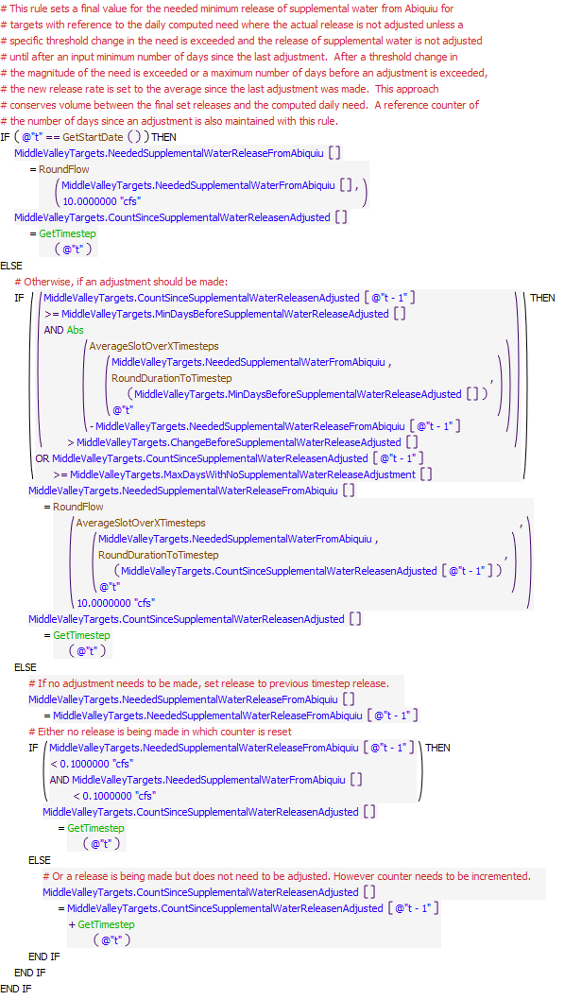 # This rule sets a final value for the needed minimum release of supplemental water from Abiquiu for
# targets with reference to the daily computed need where the actual release is not adjusted unless a
# specific threshold change in the need is exceeded and the release of supplemental water is not adjusted
# until after an input minimum number of days since the last adjustment.  After a threshold change in
# the magnitude of the need is exceeded or a maximum number of days before an adjustment is exceeded,
# the new release rate is set to the average since the last adjustment was made.  This approach
# conserves volume between the final set releases and the computed daily need.  A reference counter of
# the number of days since an adjustment is also maintained with this rule.
IF ( @"t" == GetStartDate () ) THEN
MiddleValleyTargets.NeededSupplementalWaterReleaseFromAbiquiu []
= RoundFlow
( MiddleValleyTargets.NeededSupplementalWaterFromAbiquiu [] ,
10.0000000 "cfs" )
MiddleValleyTargets.CountSinceSupplementalWaterReleasenAdjusted []
= GetTimestep
( @"t" )
ELSE
# Otherwise, if an adjustment should be made:
IF ( ( MiddleValleyTargets.CountSinceSupplementalWaterReleasenAdjusted [ @"t - 1" ] ) ) THEN
>= MiddleValleyTargets.MinDaysBeforeSupplementalWaterReleaseAdjusted []
AND Abs
( AverageSlotOverXTimesteps
( MiddleValleyTargets.NeededSupplementalWaterFromAbiquiu ,
RoundDurationToTimestep ,
( MiddleValleyTargets.MinDaysBeforeSupplementalWaterReleaseAdjusted [] )
@"t" )
- MiddleValleyTargets.NeededSupplementalWaterReleaseFromAbiquiu [ @"t - 1" ] )
> MiddleValleyTargets.ChangeBeforeSupplementalWaterReleaseAdjusted []
OR MiddleValleyTargets.CountSinceSupplementalWaterReleasenAdjusted [ @"t - 1" ]
>= MiddleValleyTargets.MaxDaysWithNoSupplementalWaterReleaseAdjustment []
MiddleValleyTargets.NeededSupplementalWaterReleaseFromAbiquiu []
= RoundFlow
( AverageSlotOverXTimesteps , )
( MiddleValleyTargets.NeededSupplementalWaterFromAbiquiu ,
RoundDurationToTimestep ,
( MiddleValleyTargets.CountSinceSupplementalWaterReleasenAdjusted [ @"t - 1" ] )
@"t" )
10.0000000 "cfs"
MiddleValleyTargets.CountSinceSupplementalWaterReleasenAdjusted []
= GetTimestep
( @"t" )
ELSE
# If no adjustment needs to be made, set release to previous timestep release.
MiddleValleyTargets.NeededSupplementalWaterReleaseFromAbiquiu []
= MiddleValleyTargets.NeededSupplementalWaterReleaseFromAbiquiu [ @"t - 1" ]
# Either no release is being made in which counter is reset
IF ( MiddleValleyTargets.NeededSupplementalWaterReleaseFromAbiquiu [ @"t - 1" ] ) THEN
< 0.1000000 "cfs"
AND MiddleValleyTargets.NeededSupplementalWaterFromAbiquiu []
< 0.1000000 "cfs"
MiddleValleyTargets.CountSinceSupplementalWaterReleasenAdjusted []
= GetTimestep
( @"t" )
ELSE
# Or a release is being made but does not need to be adjusted. However counter needs to be incremented.
MiddleValleyTargets.CountSinceSupplementalWaterReleasenAdjusted []
= MiddleValleyTargets.CountSinceSupplementalWaterReleasenAdjusted [ @"t - 1" ]
+ GetTimestep
( @"t" )
END IF
END IF
END IF